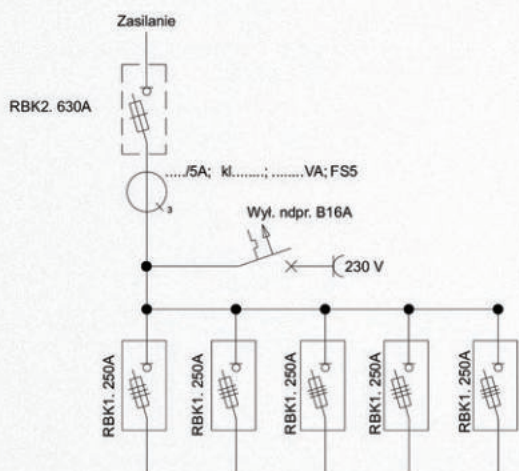 Zasilanie
RBK2. 630A
...../5A; kl........; ........VA; FS5
3
Wył. ndpr. B16A
230 V
RBK1. 250A
RBK1. 250A
RBK1. 250A
RBK1. 250A
RBK1. 250A